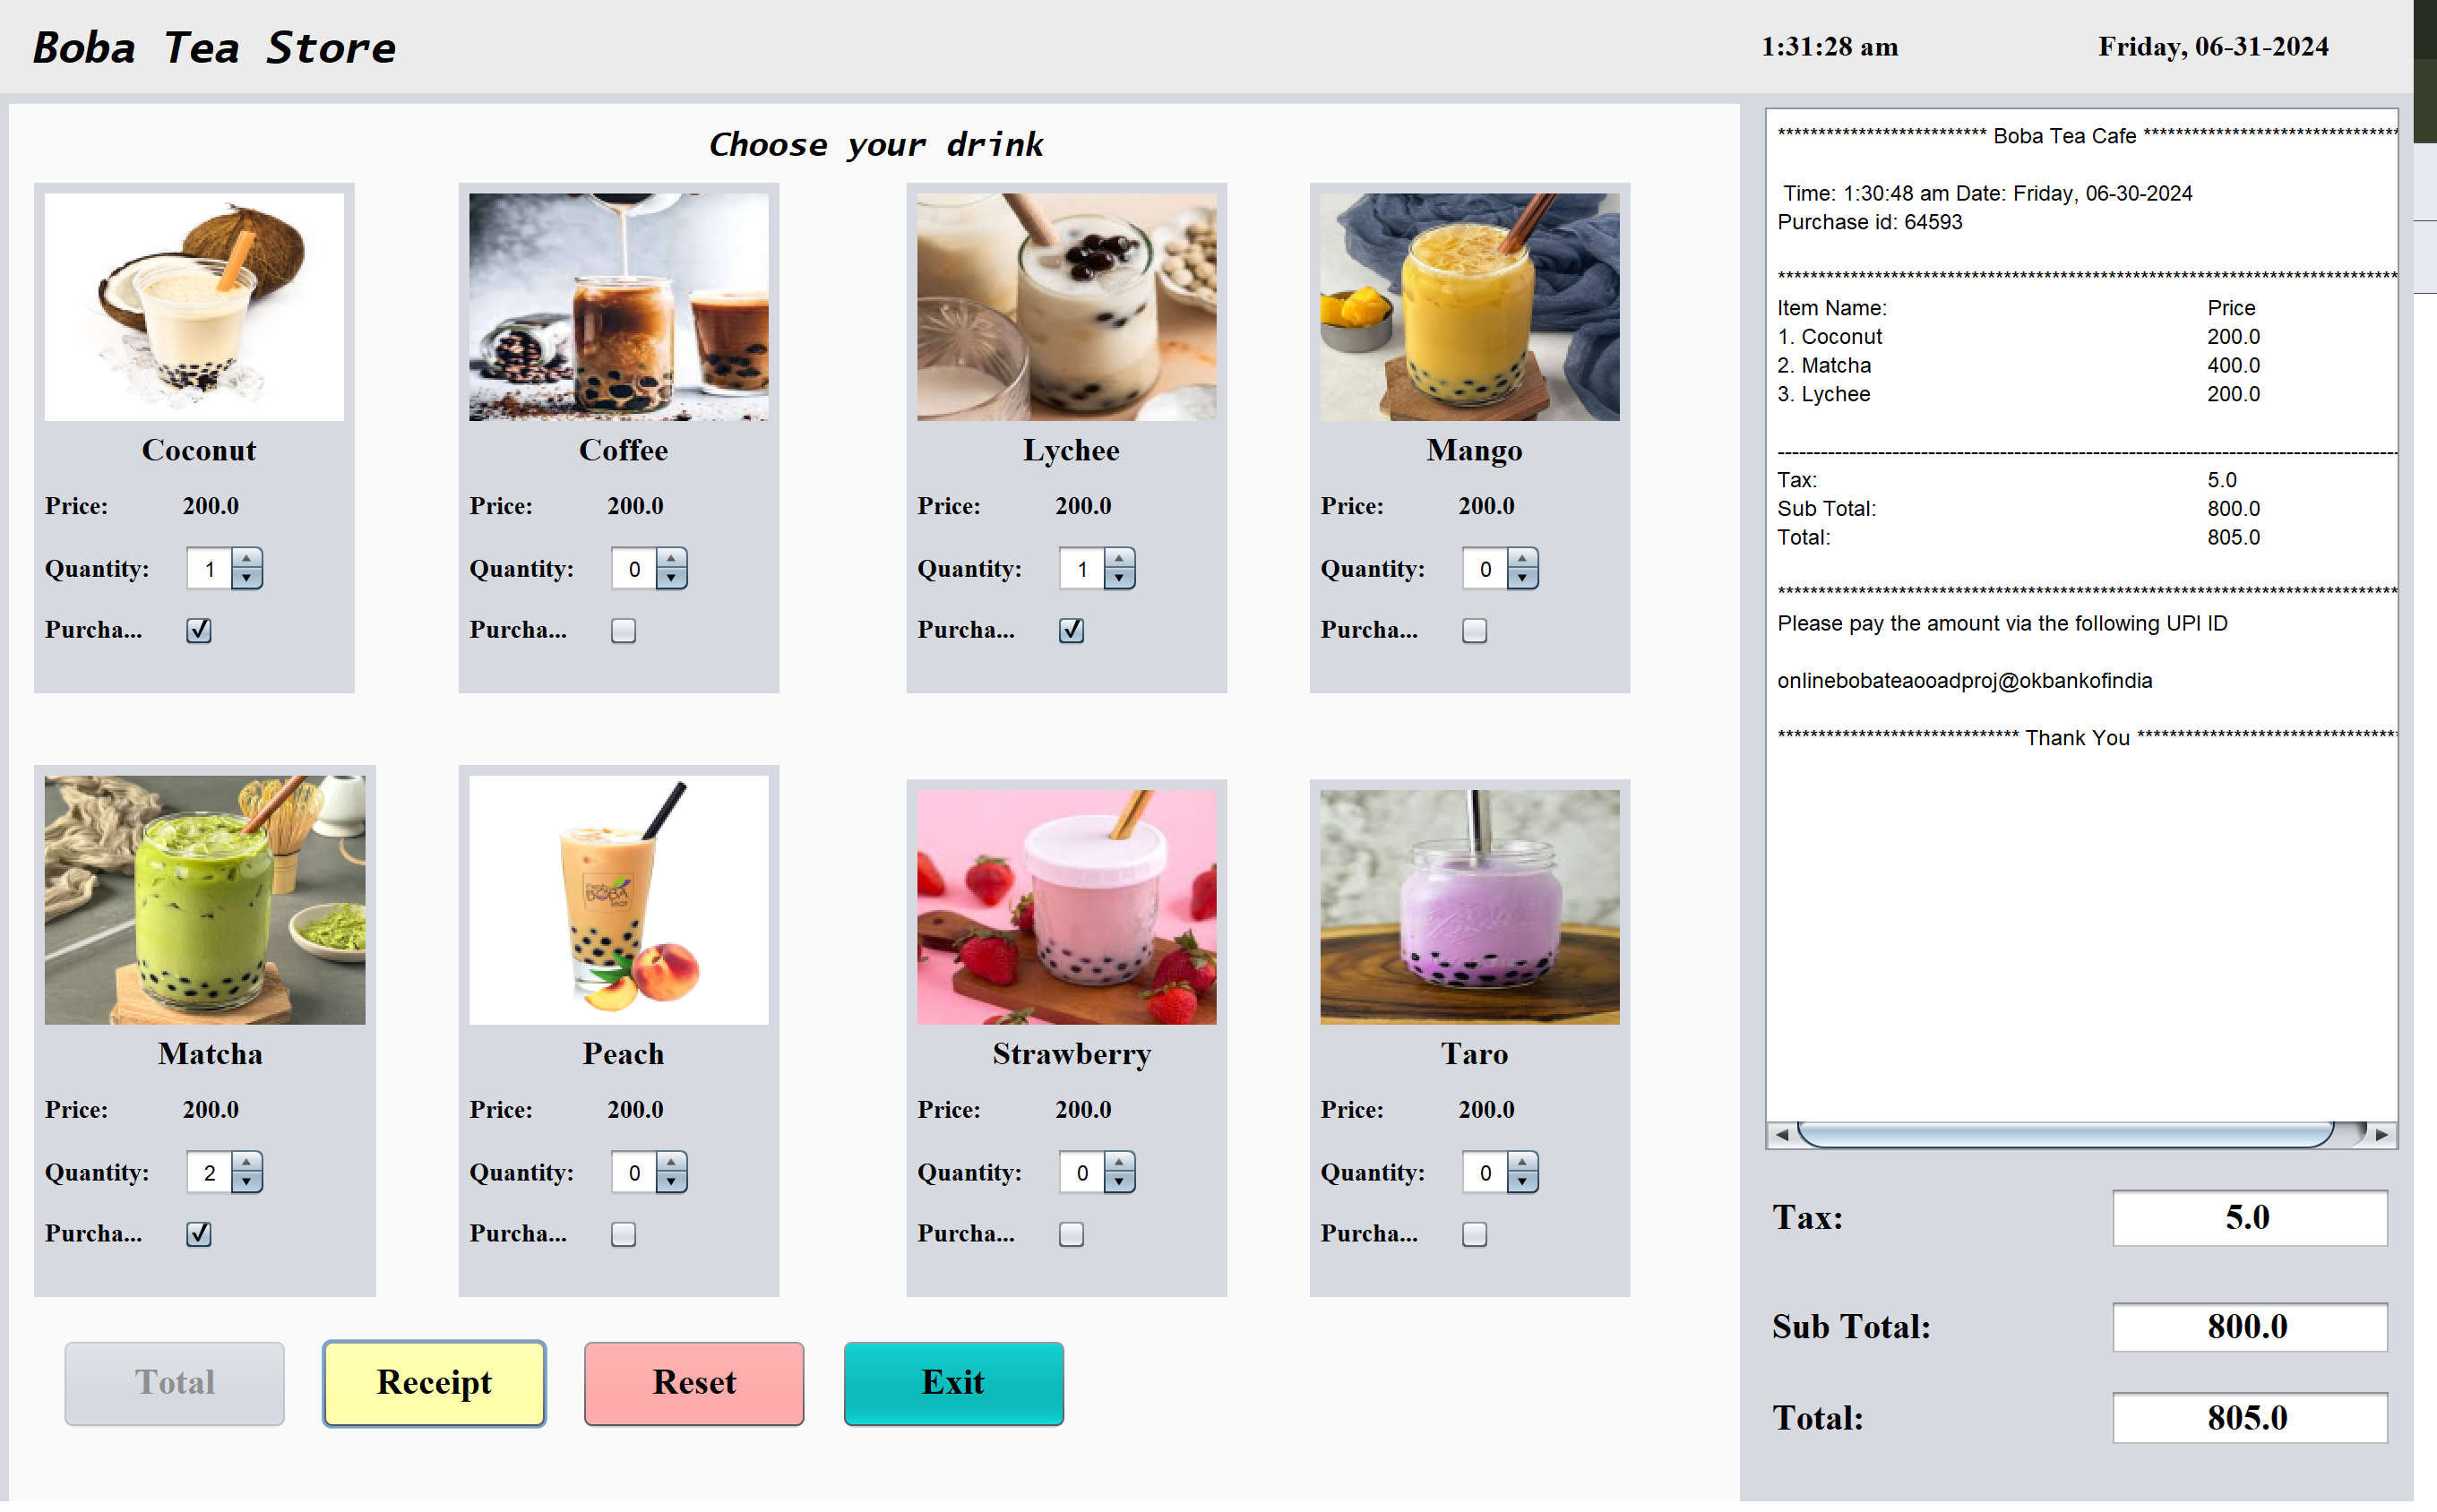 Boba Tea Store
1:31:28 am
Friday, 06-31-2024
Choose your drink
Coconut
Price: 200.0
Quantity: 1
Purcha...
Coffee
Price: 200.0
Quantity: 0
Purcha...
Lychee
Price: 200.0
Quantity: 1
Purcha...
Mango
Price: 200.0
Quantity: 0
Purcha...
Matcha
Price: 200.0
Quantity: 2
Purcha...
BOBA
Peach
Price: 200.0
Quantity: 0
Purcha...
Strawberry
Price: 200.0
Quantity: 0
Purcha...
Taro
Price: 200.0
Quantity: 0
Purcha...
Total
Receipt
Reset
Exit
************************** Boba Tea Cafe ********************************
Time: 1:30:48 am Date: Friday, 06-30-2024
Purchase id: 64593
*****************************************************************************
Item Name: Price
1. Coconut 200.0
2. Matcha 400.0
3. Lychee 200.0
-----------------------------------------------------------------------------------------
Tax: 5.0
Sub Total: 800.0
Total: 805.0
*****************************************************************************
Please pay the amount via the following UPI ID
onlinebobateaooadproj@okbankofindia
****************************** Thank You *********************************
Tax: 5.0
Sub Total: 800.0
Total: 805.0